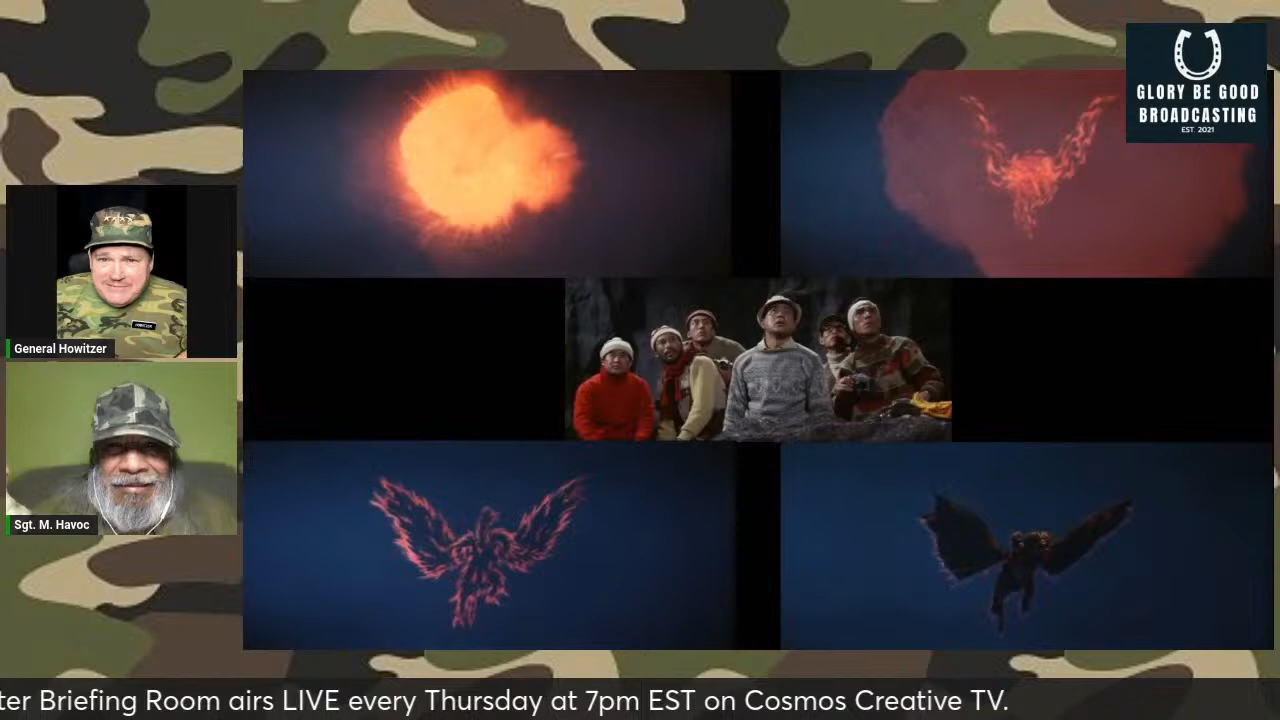 GLORY BE GOOD
BROADCASTING
EST. 2021
General Howitzer
Sgt. M. Havoc
ter Briefing Room airs LIVE every Thursday at 7pm EST on Cosmos Creative TV.